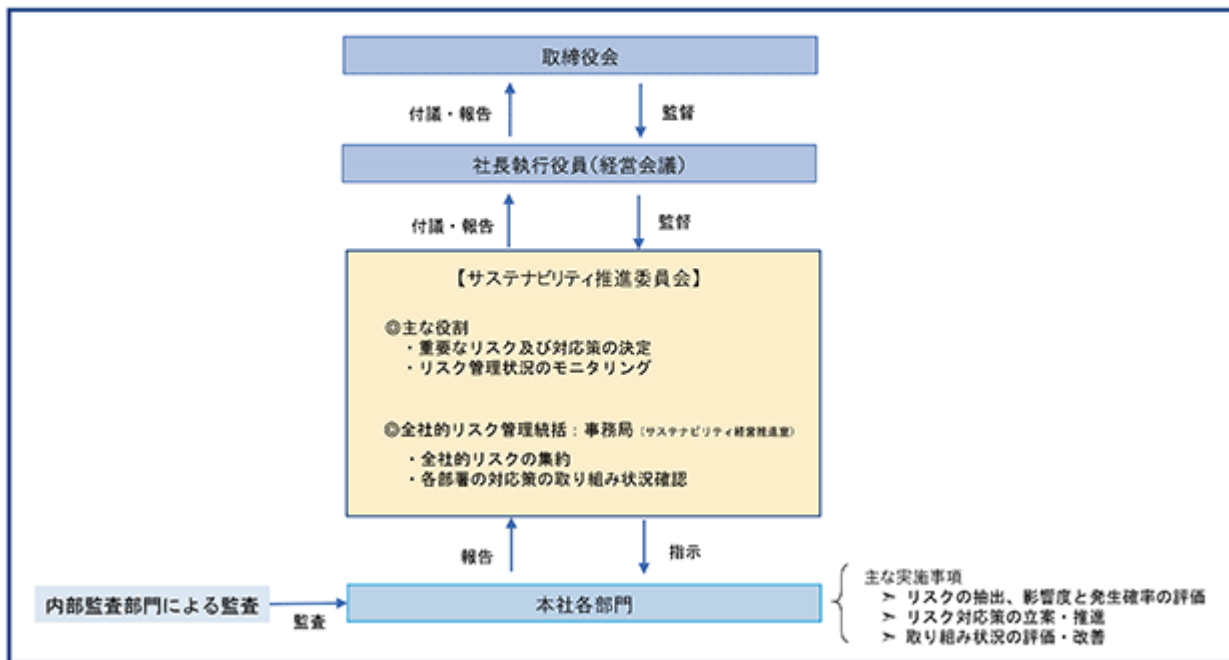 取締役会
付議・報告
監督
社長執行役員(経営会議)
付議・報告
監督
【サステナビリティ推進委員会】
◎主な役割
・重要なリスク及び対応策の決定
・リスク管理状況のモニタリング
◎全社的リスク管理統括：事務局（サステナビリティ経営推進室）
・全社的リスクの集約
・各部署の対応策の取り組み状況確認
報告
指示
内部監査部門による監査
監査
本社各部門
主な実施事項
➣ リスクの抽出、影響度と発生確率の評価
➣ リスク対応策の立案・推進
➣ 取り組み状況の評価・改善